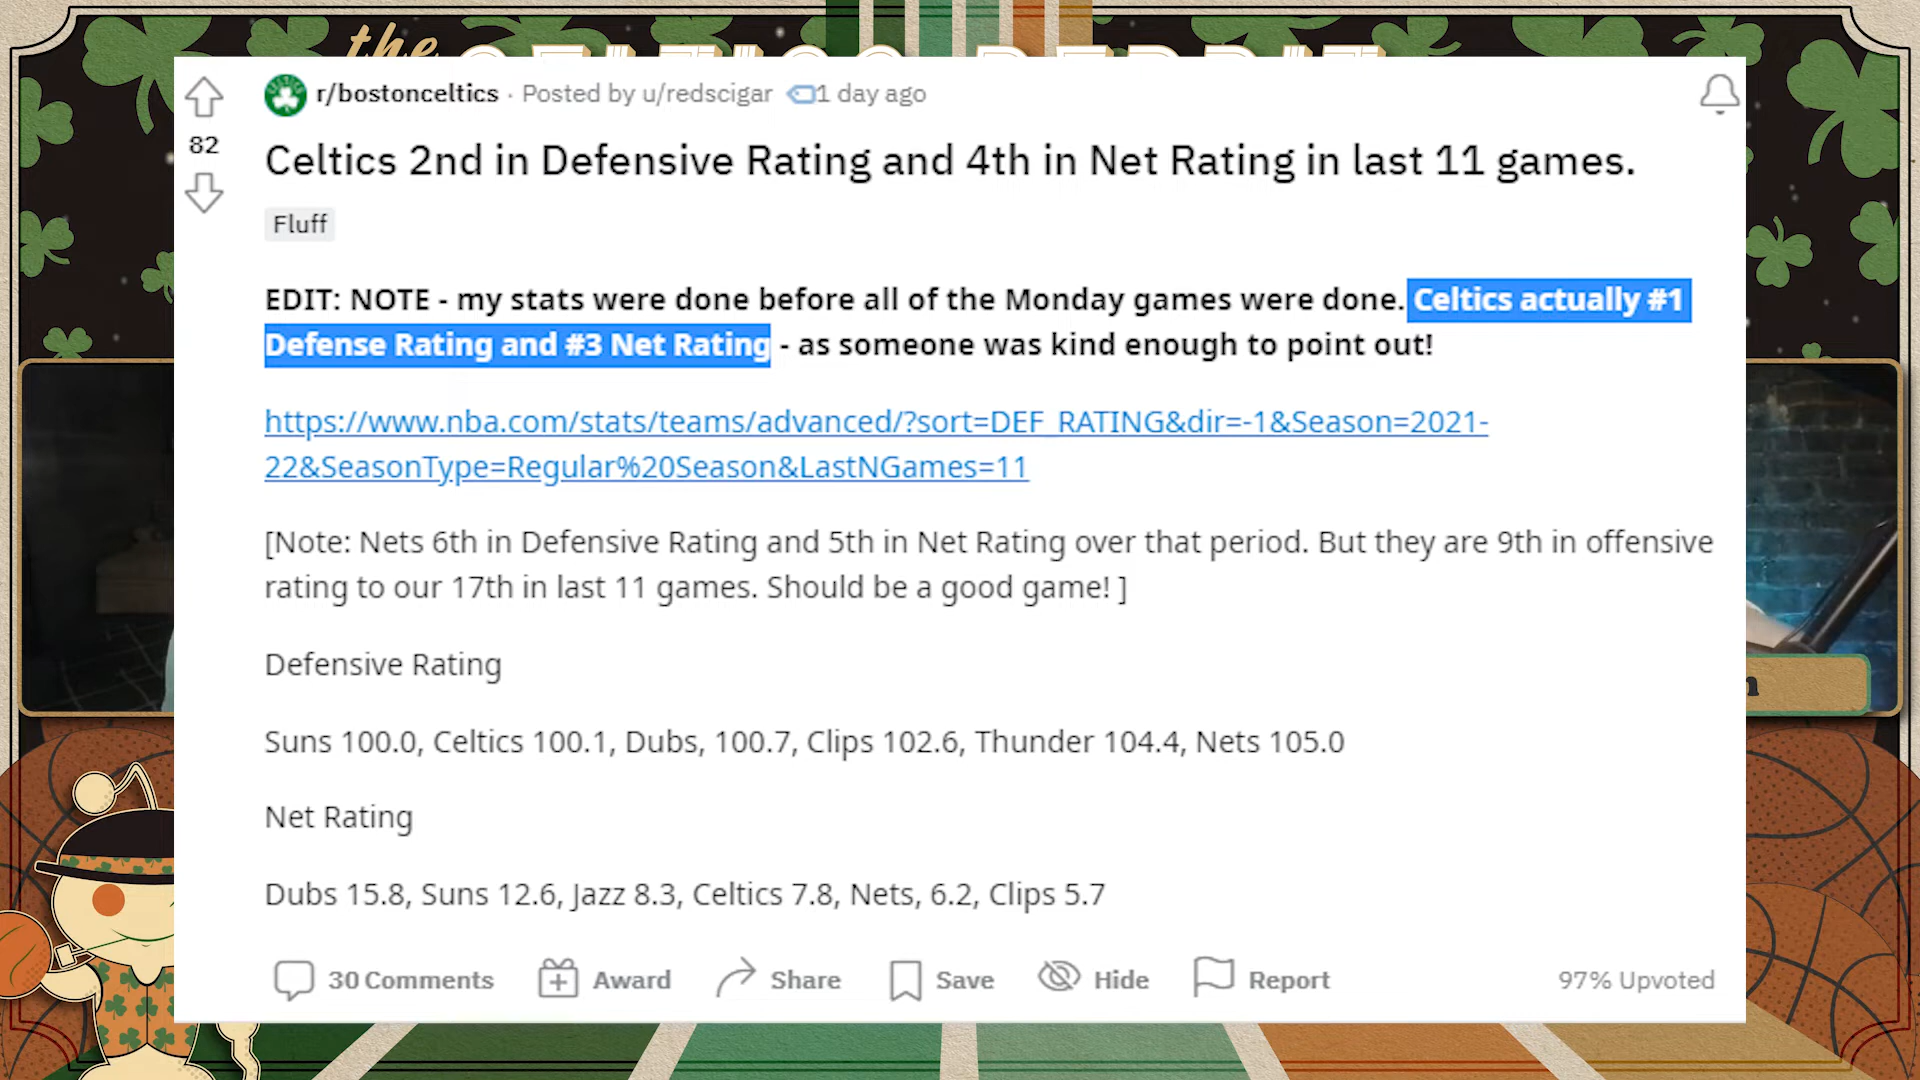 the
r/bostonceltics · Posted by u/redscigar 1 day ago
82
Celtics 2nd in Defensive Rating and 4th in Net Rating in last 11 games.
Fluff
EDIT: NOTE - my stats were done before all of the Monday games were done. Celtics actually #1
Defense Rating and #3 Net Rating - as someone was kind enough to point out!
https://www.nba.com/stats/teams/advanced/?sort=DEF_RATING&dir=-1&Season=2021-
22&SeasonType=Regular%20Season&LastNGames=11
[Note: Nets 6th in Defensive Rating and 5th in Net Rating over that period. But they are 9th in offensive
rating to our 17th in last 11 games. Should be a good game! ]
Defensive Rating
Suns 100.0, Celtics 100.1, Dubs, 100.7, Clips 102.6, Thunder 104.4, Nets 105.0
Net Rating
Dubs 15.8, Suns 12.6, Jazz 8.3, Celtics 7.8, Nets, 6.2, Clips 5.7
30 Comments Award Share Save Hide Report 97% Upvoted